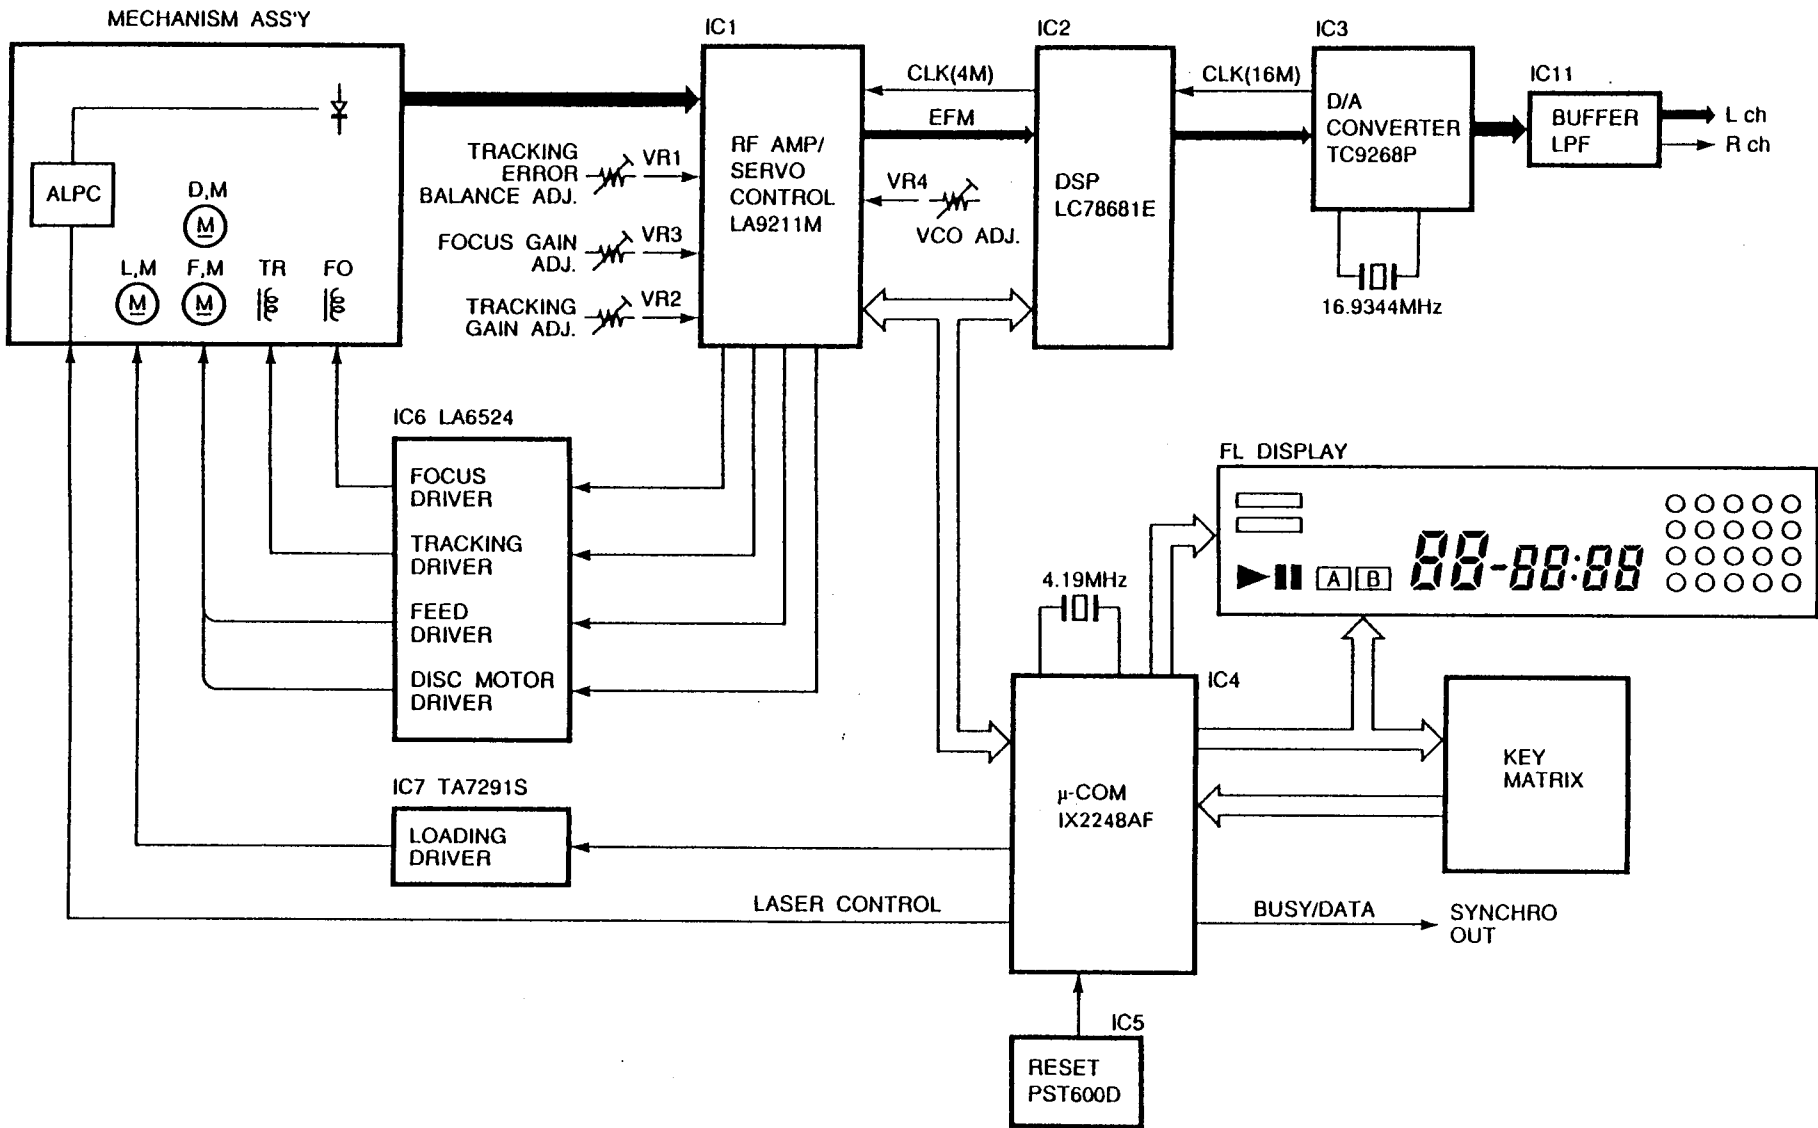 MECHANISM ASS'Y
ALPC
D,M
M
L,M
F,M
TR
FO
M
M
IC1
RF AMP/
SERVO
CONTROL
LA9211M
TRACKING
ERROR
BALANCE ADJ.
VR1
FOCUS GAIN
ADJ.
VR3
TRACKING
GAIN ADJ.
VR2
CLK(4M)
EFM
VR4
VCO ADJ.
IC2
DSP
LC78681E
CLK(16M)
IC3
D/A
CONVERTER
TC9268P
16.9344MHz
IC11
BUFFER
LPF
L ch
R ch
IC6 LA6524
FOCUS
DRIVER
TRACKING
DRIVER
FEED
DRIVER
DISC MOTOR
DRIVER
IC7 TA7291S
LOADING
DRIVER
LASER CONTROL
FL DISPLAY
A B
88-88:88
4.19MHz
IC4
μ-COM
IX2248AF
KEY
MATRIX
BUSY/DATA
SYNCHRO
OUT
IC5
RESET
PST600D